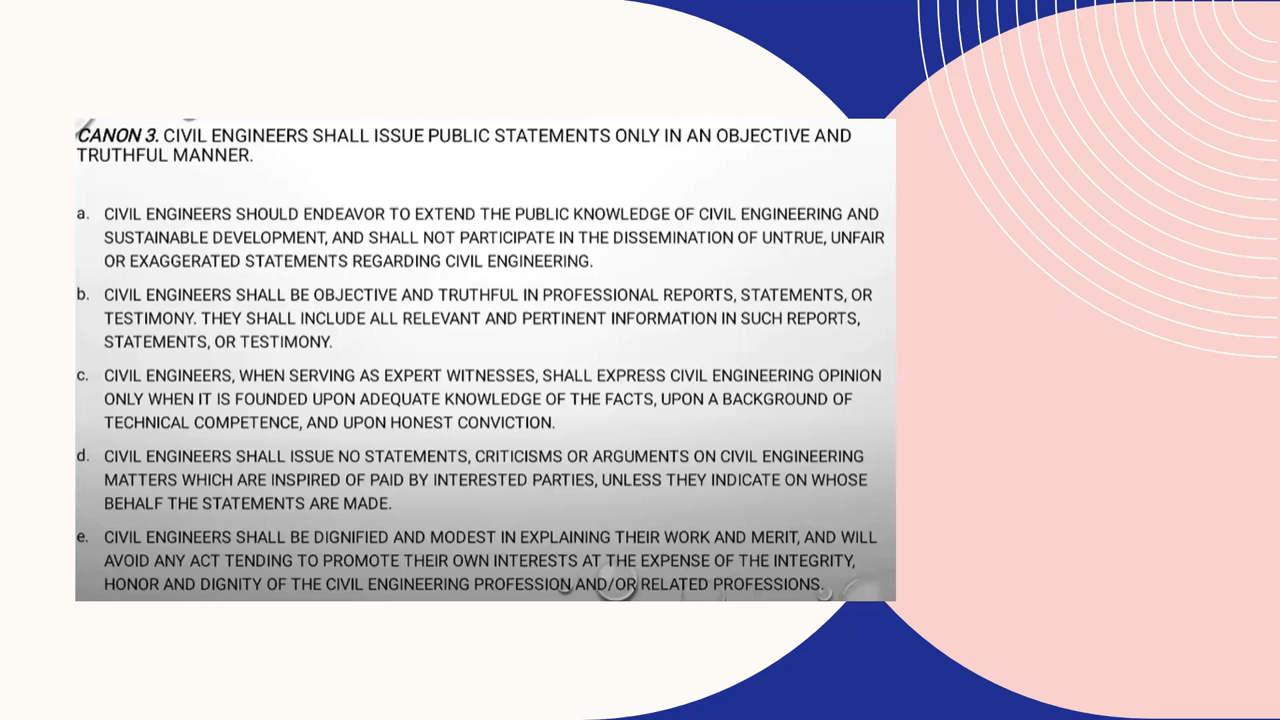 CANON 3. CIVIL ENGINEERS SHALL ISSUE PUBLIC STATEMENTS ONLY IN AN OBJECTIVE AND
TRUTHFUL MANNER.
a. CIVIL ENGINEERS SHOULD ENDEAVOR TO EXTEND THE PUBLIC KNOWLEDGE OF CIVIL ENGINEERING AND
SUSTAINABLE DEVELOPMENT, AND SHALL NOT PARTICIPATE IN THE DISSEMINATION OF UNTRUE, UNFAIR
OR EXAGGERATED STATEMENTS REGARDING CIVIL ENGINEERING.
b. CIVIL ENGINEERS SHALL BE OBJECTIVE AND TRUTHFUL IN PROFESSIONAL REPORTS, STATEMENTS, OR
TESTIMONY. THEY SHALL INCLUDE ALL RELEVANT AND PERTINENT INFORMATION IN SUCH REPORTS,
STATEMENTS, OR TESTIMONY.
c. CIVIL ENGINEERS, WHEN SERVING AS EXPERT WITNESSES, SHALL EXPRESS CIVIL ENGINEERING OPINION
ONLY WHEN IT IS FOUNDED UPON ADEQUATE KNOWLEDGE OF THE FACTS, UPON A BACKGROUND OF
TECHNICAL COMPETENCE, AND UPON HONEST CONVICTION.
d. CIVIL ENGINEERS SHALL ISSUE NO STATEMENTS, CRITICISMS OR ARGUMENTS ON CIVIL ENGINEERING
MATTERS WHICH ARE INSPIRED OF PAID BY INTERESTED PARTIES, UNLESS THEY INDICATE ON WHOSE
BEHALF THE STATEMENTS ARE MADE.
e. CIVIL ENGINEERS SHALL BE DIGNIFIED AND MODEST IN EXPLAINING THEIR WORK AND MERIT, AND WILL
AVOID ANY ACT TENDING TO PROMOTE THEIR OWN INTERESTS AT THE EXPENSE OF THE INTEGRITY,
HONOR AND DIGNITY OF THE CIVIL ENGINEERING PROFESSION AND/OR RELATED PROFESSIONS.